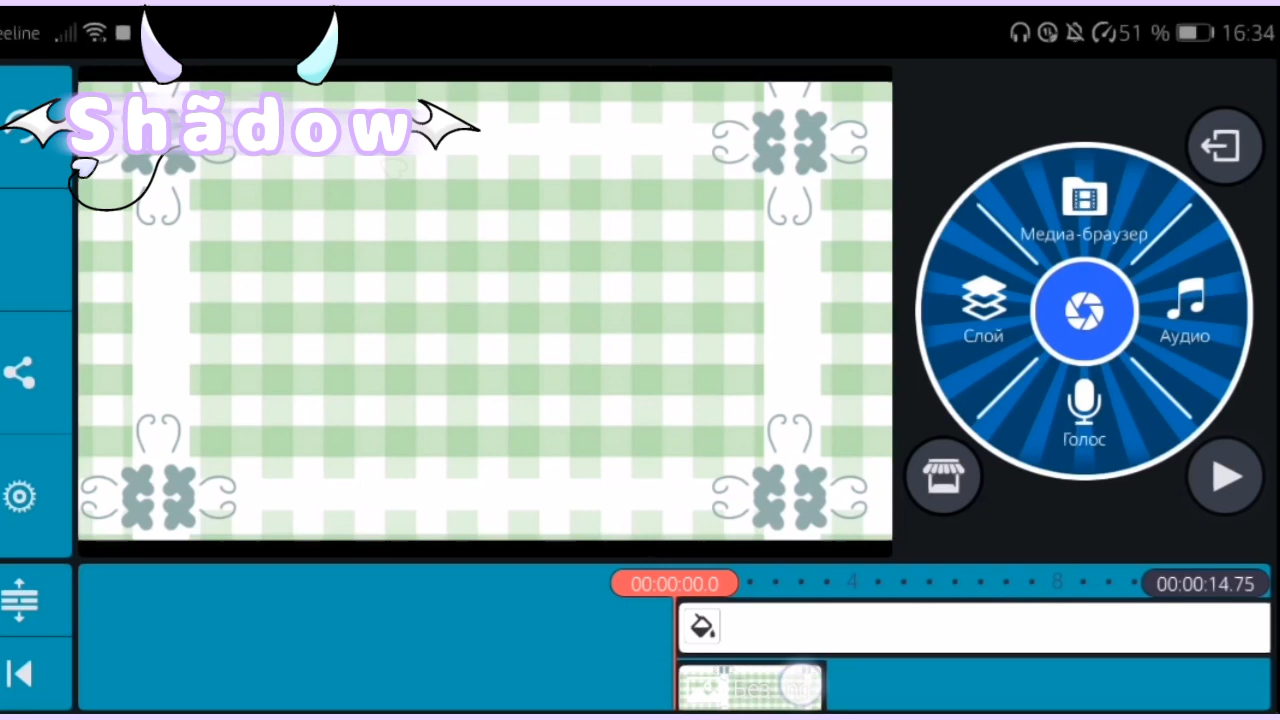 eeline
51 % 16:34
Shãdow
Медиа-браузер
Слой
Аудио
Голос
00:00:00.0
4
8
00:00:14.75